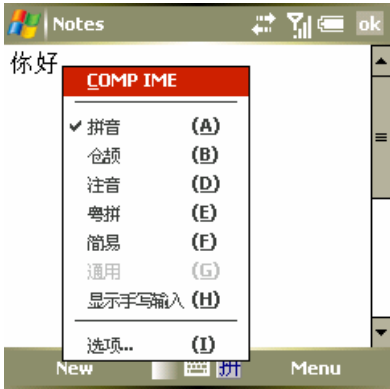 Notes
ok
你好
COMP IME
拼音 (A)
仓颉 (B)
注音 (D)
粤拼 (E)
简易 (F)
通用 (G)
显示手写输入 (H)
选项... (I)
New 拼 Menu